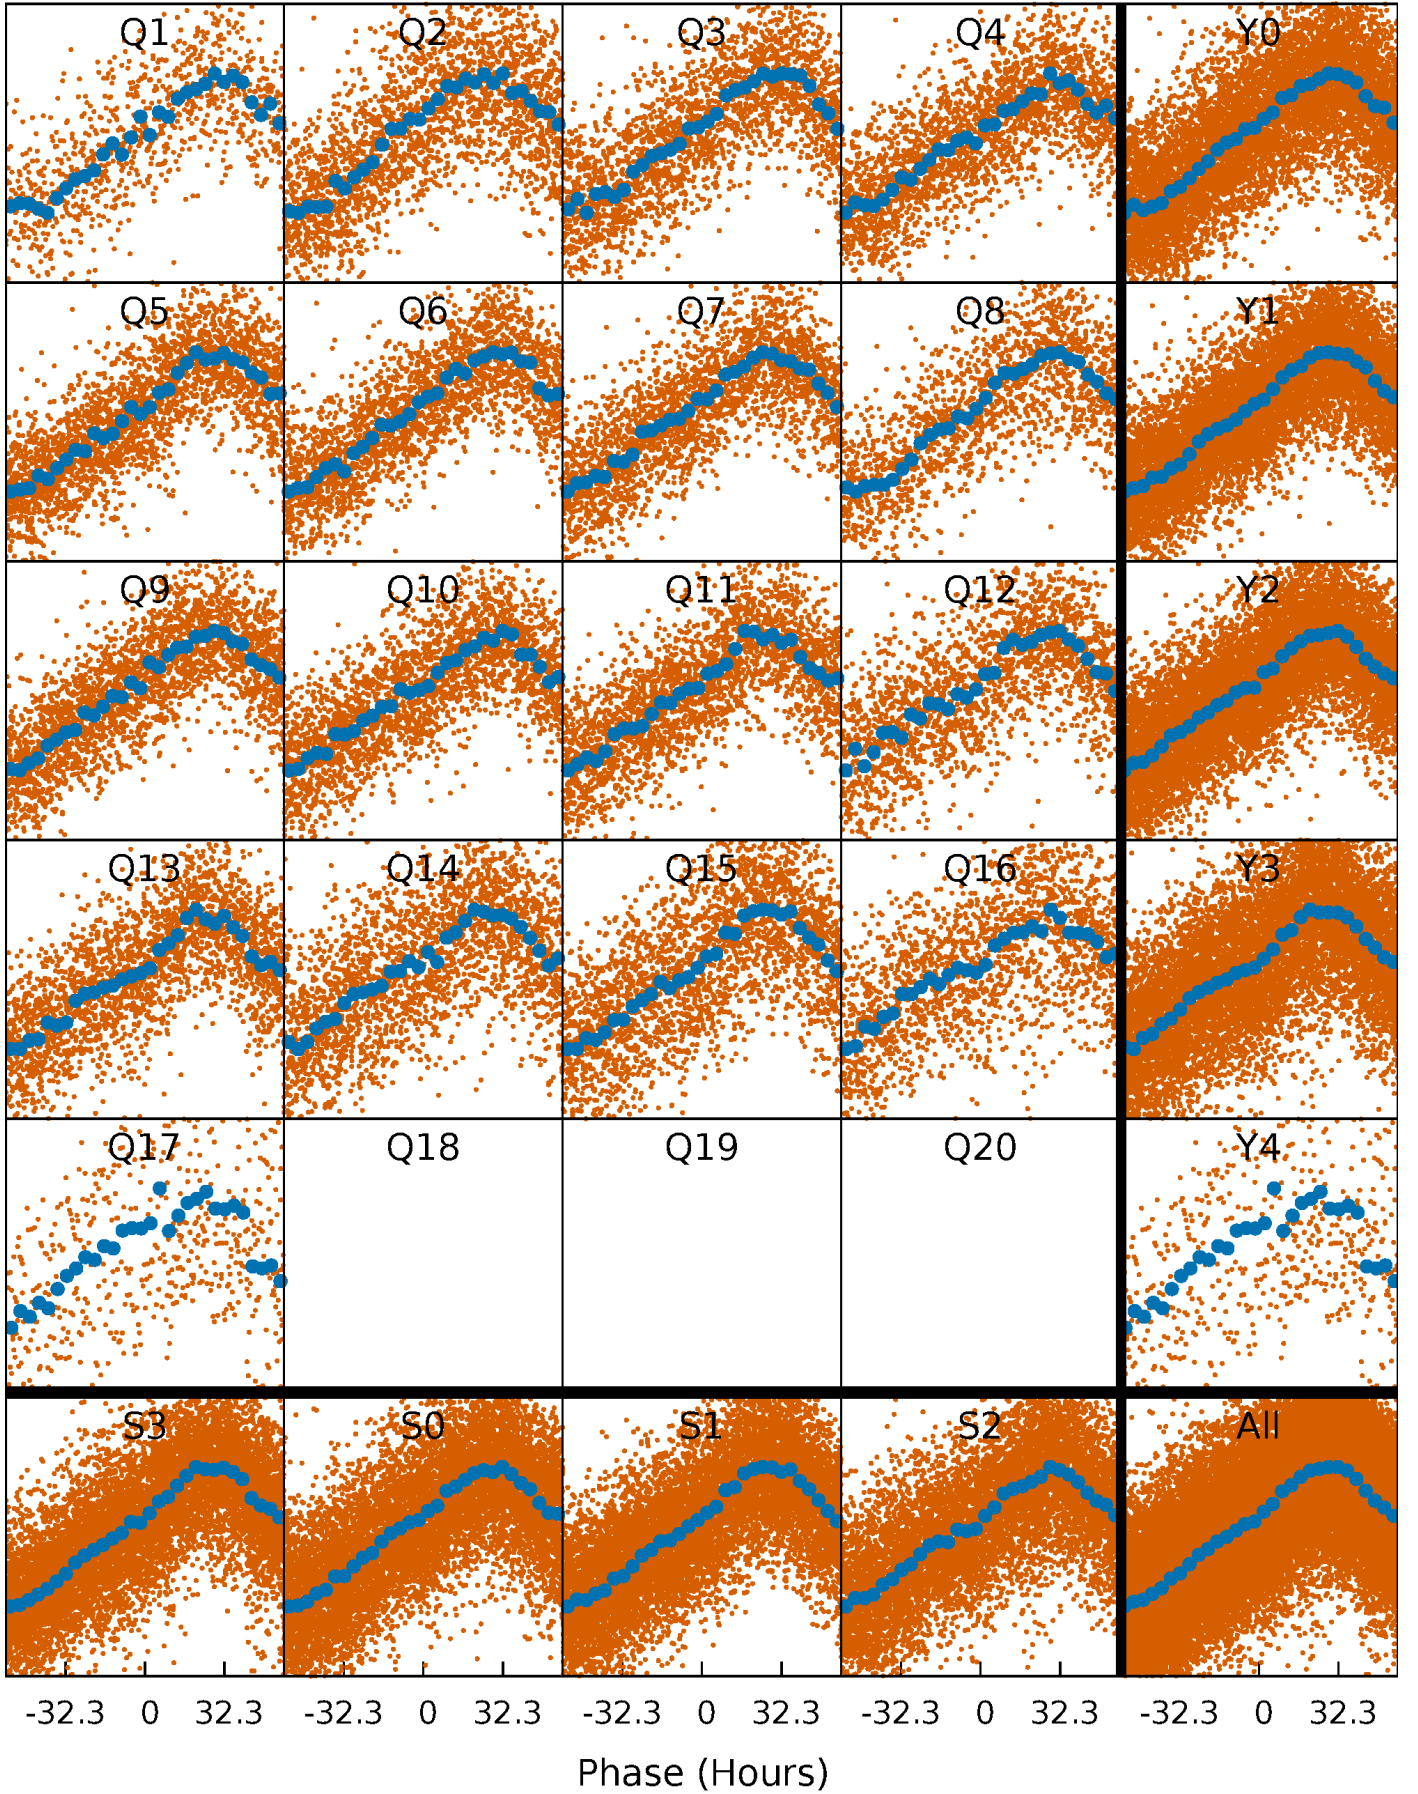 Q1 Q2 Q3 Q4 Y0
Q5 Q6 Q7 Q8 Y1
Q9 Q10 Q11 Q12 Y2
Q13 Q14 Q15 Q16 Y3
Q17 Q18 Q19 Q20 Y4
S3 S0 S1 S2 All
-32.3 0 32.3 -32.3 0 32.3 -32.3 0 32.3 -32.3 0 32.3 -32.3 0 32.3
Phase (Hours)